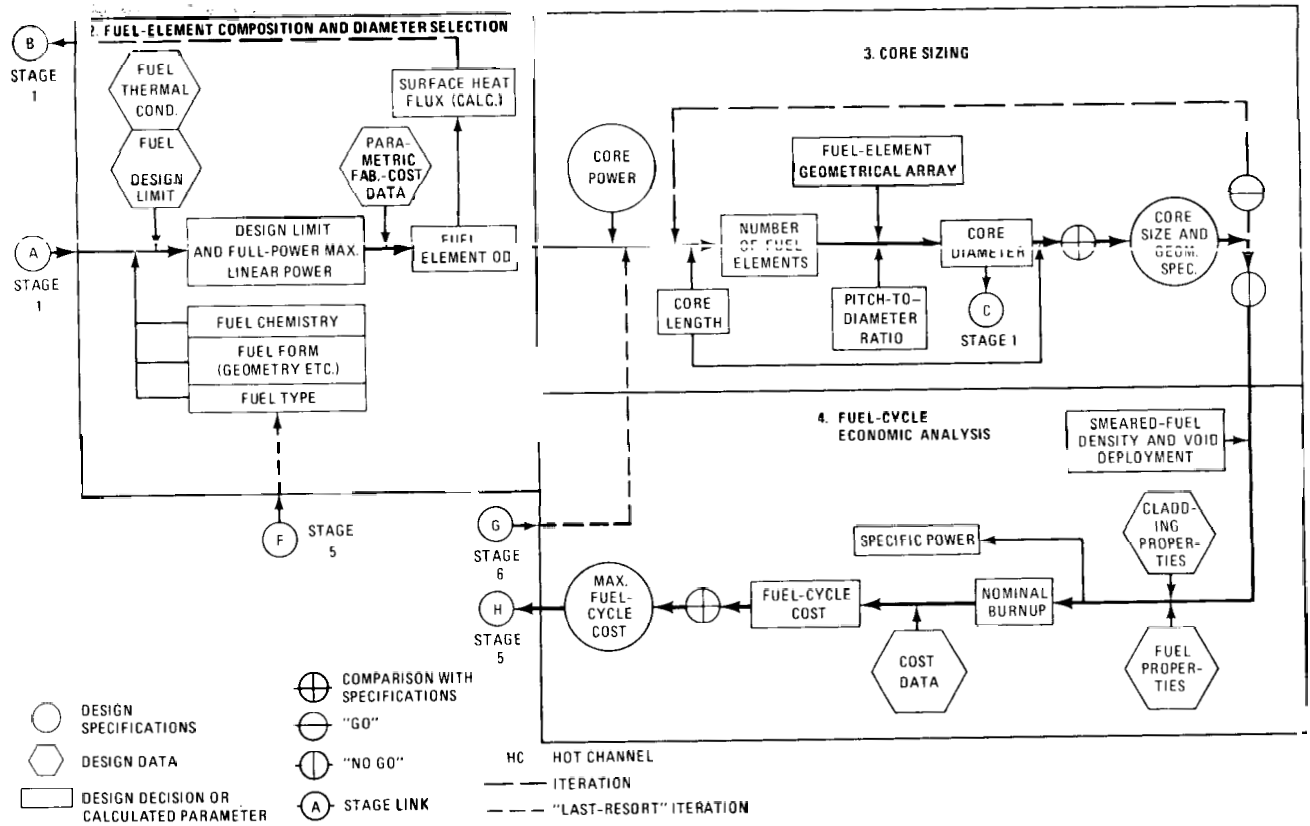 2. FUEL-ELEMENT COMPOSITION AND DIAMETER SELECTION
B
STAGE
1
FUEL
THERMAL
COND.
FUEL
DESIGN
LIMIT
SURFACE HEAT
FLUX (CALC.)
PARA-
METRIC
FAB.-COST
DATA
A
STAGE
1
DESIGN LIMIT
AND FULL-POWER MAX.
LINEAR POWER
FUEL
ELEMENT OD
FUEL CHEMISTRY
FUEL FORM
(GEOMETRY ETC.)
FUEL TYPE
F
STAGE
5
3. CORE SIZING
CORE
POWER
FUEL-ELEMENT
GEOMETRICAL ARRAY
NUMBER
OF FUEL
ELEMENTS
CORE
DIAMETER
CORE
SIZE AND
GEOM.
SPEC.
CORE
LENGTH
PITCH-TO-
DIAMETER
RATIO
C
STAGE 1
4. FUEL-CYCLE
ECONOMIC ANALYSIS
SMEARED-FUEL
DENSITY AND VOID
DEPLOYMENT
G
STAGE
6
CLADD-
ING
PROPER-
TIES
SPECIFIC POWER
H
STAGE
5
MAX.
FUEL-
CYCLE
COST
FUEL-CYCLE
COST
NOMINAL
BURNUP
COST
DATA
FUEL
PROPER-
TIES
DESIGN
SPECIFICATIONS
DESIGN DATA
DESIGN DECISION OR
CALCULATED PARAMETER
COMPARISON WITH
SPECIFICATIONS
"GO"
"NO GO"
A STAGE LINK
HC HOT CHANNEL
ITERATION
"LAST-RESORT" ITERATION